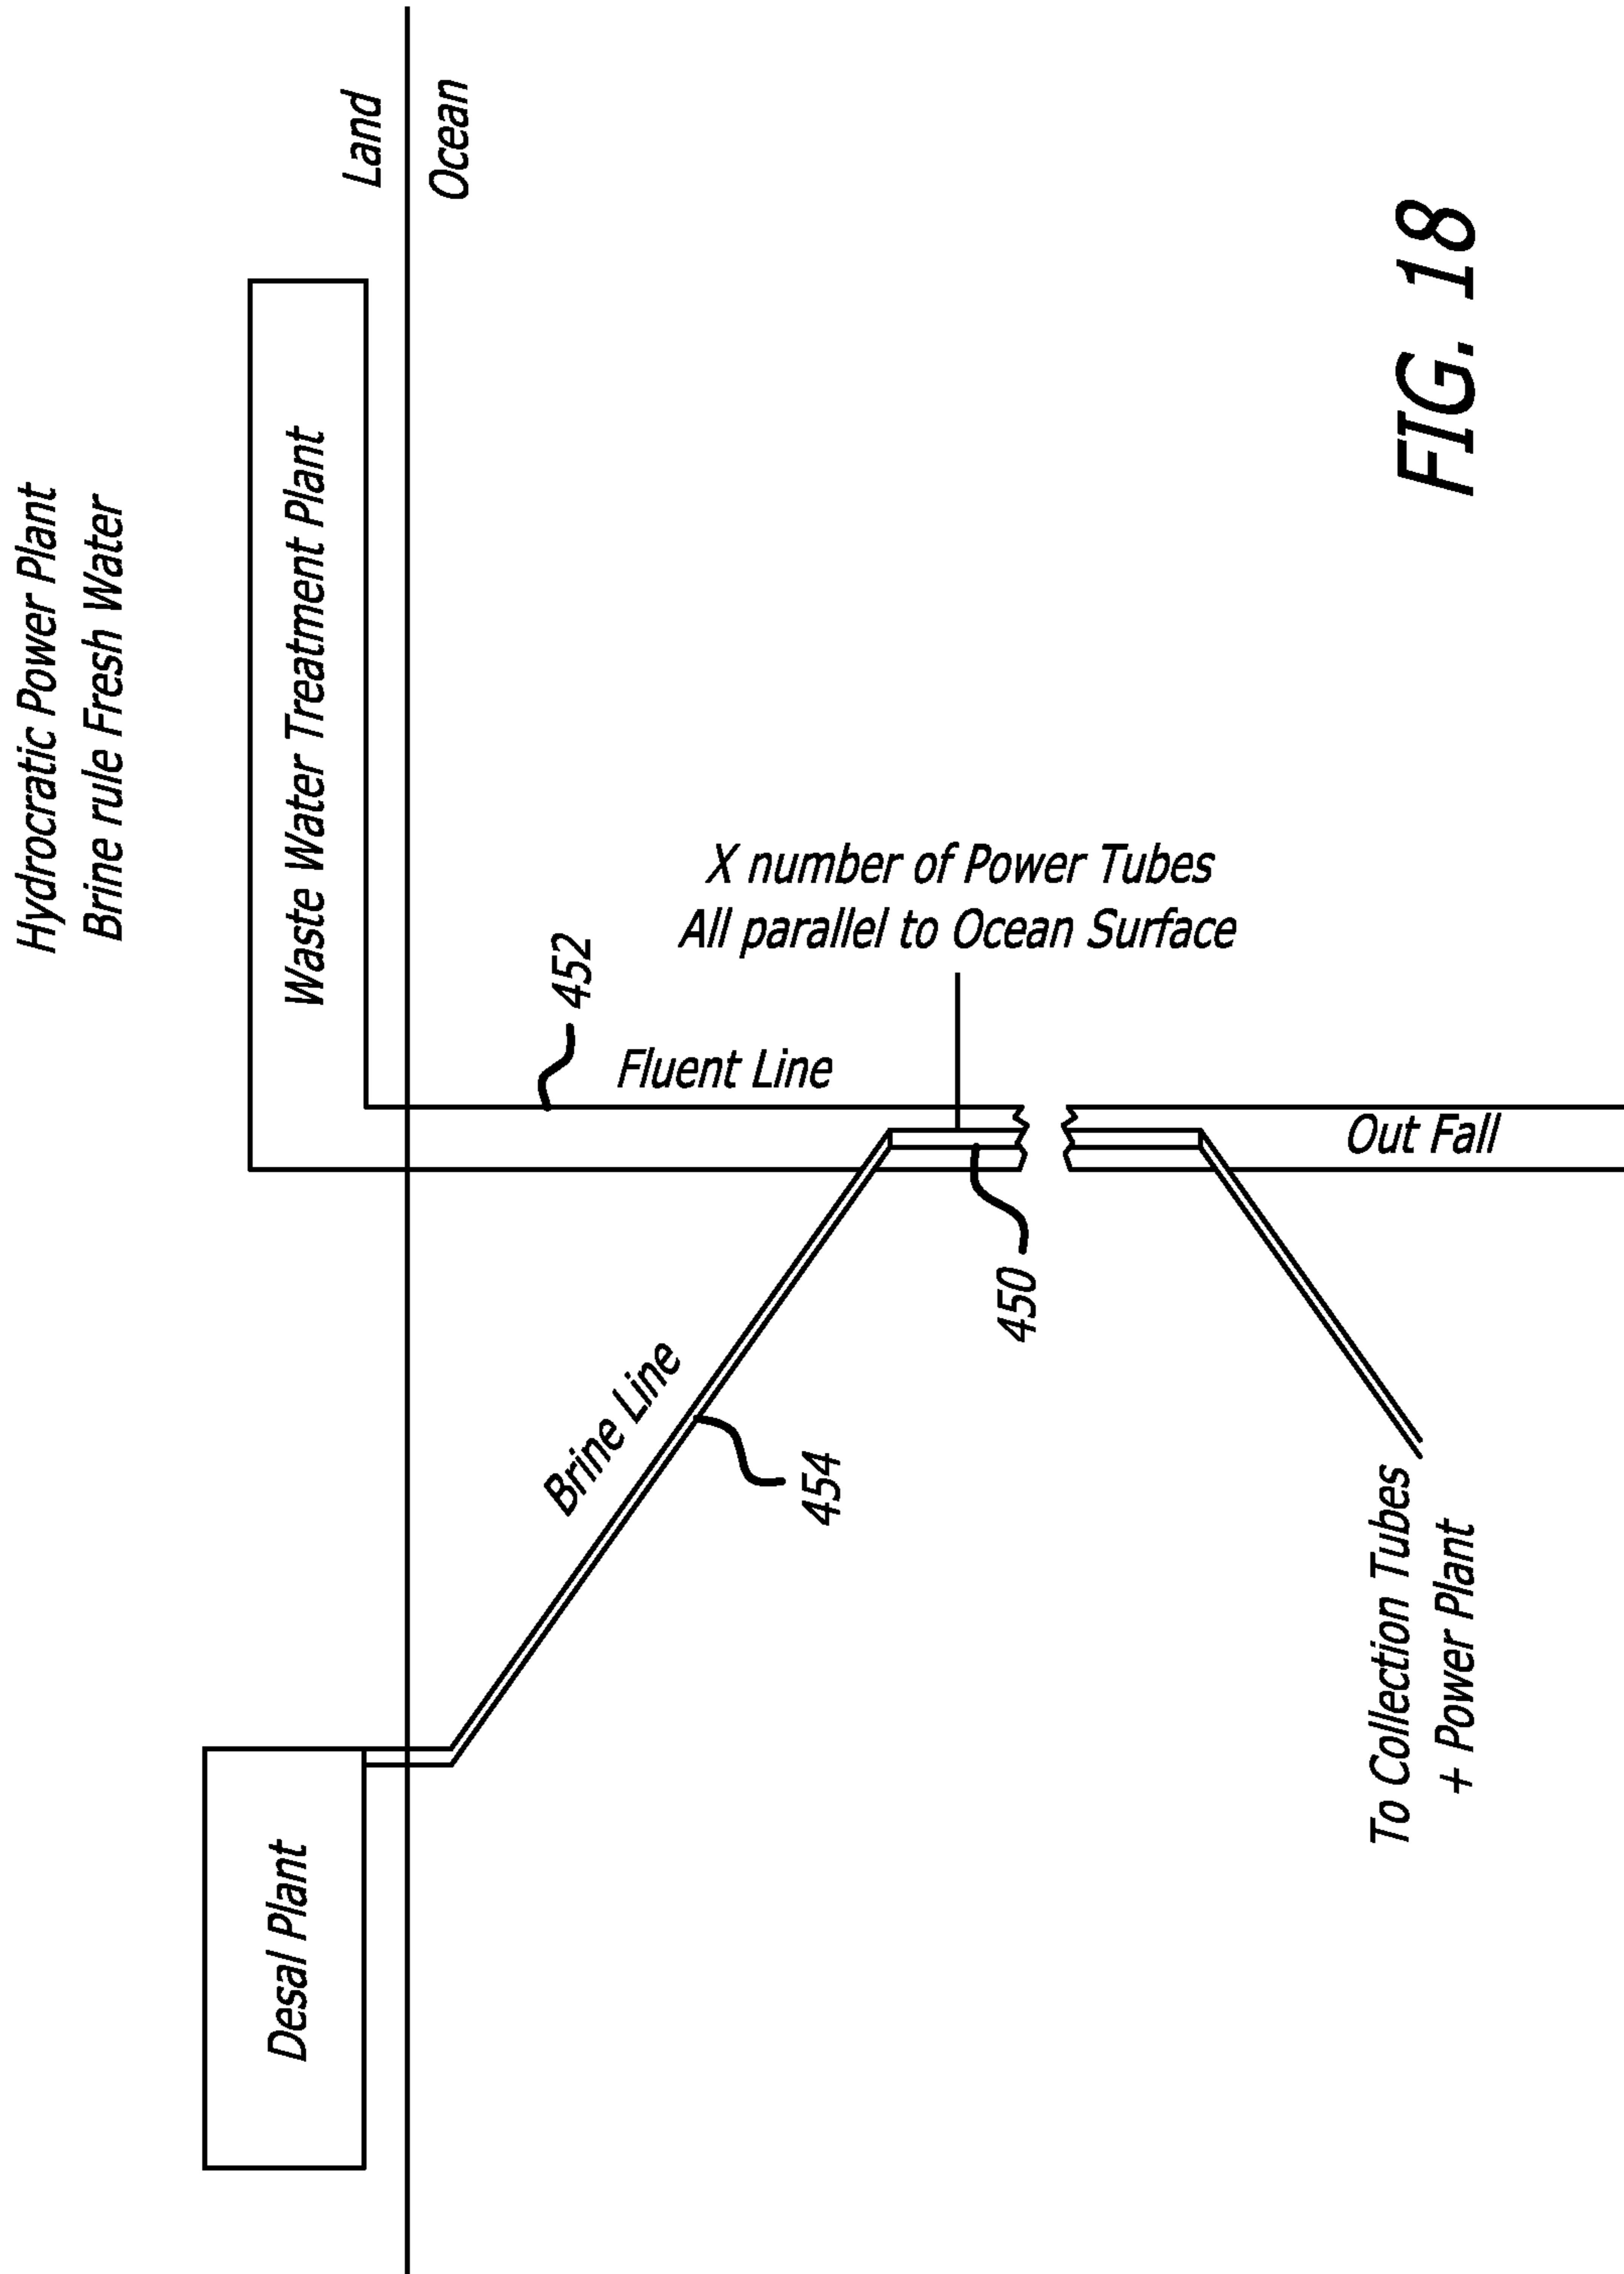 Hydrocratic Power Plant
Brine rule Fresh Water
Land
Ocean
Waste Water Treatment Plant
Desal Plant
452
Fluent Line
X number of Power Tubes
All parallel to Ocean Surface
Brine Line
454
450
Out Fall
To Collection Tubes
+ Power Plant
FIG. 18